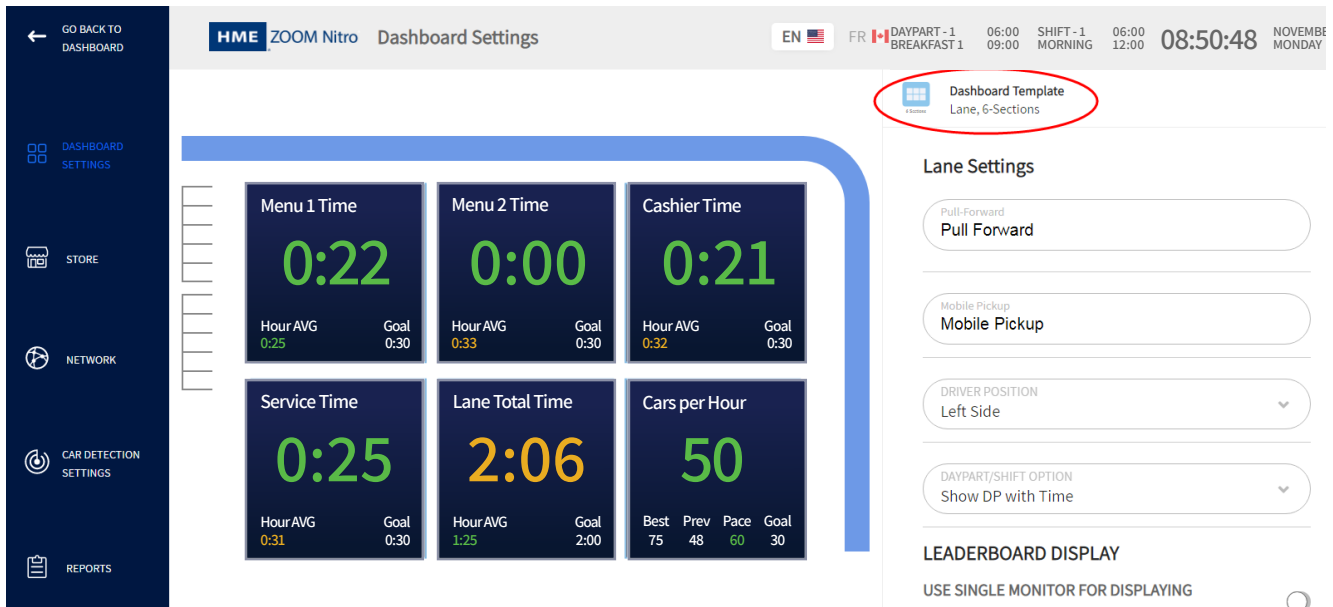 GO BACK TO
DASHBOARD
HME ZOOM Nitro Dashboard Settings
EN FR
DAYPART - 1 06:00 SHIFT - 1 06:00
BREAKFAST 1 09:00 MORNING 12:00
08:50:48
MONDAY
Dashboard Template
Lane, 6-Sections
6 Sections
DASHBOARD
SETTINGS
STORE
NETWORK
CAR DETECTION
SETTINGS
REPORTS
Menu 1 Time
0:22
Hour AVG Goal
0:25 0:30
Menu 2 Time
0:00
Hour AVG Goal
0:33 0:30
Cashier Time
0:21
Hour AVG Goal
0:32 0:30
Service Time
0:25
Hour AVG Goal
0:31 0:30
Lane Total Time
2:06
Hour AVG Goal
1:25 2:00
Cars per Hour
50
Best Prev Pace Goal
75 48 60 30
Lane Settings
Pull-Forward
Pull Forward
Mobile Pickup
Mobile Pickup
DRIVER POSITION
Left Side
DAYPART/SHIFT OPTION
Show DP with Time
LEADERBOARD DISPLAY
USE SINGLE MONITOR FOR DISPLAYING